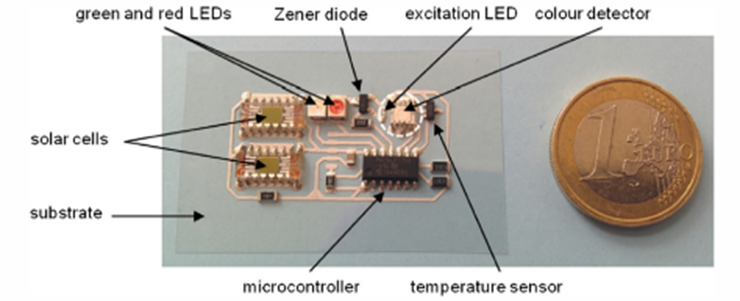 green and red LEDs
Zener diode
excitation LED
colour detector
solar cells
substrate
microcontroller
temperature sensor
1
EURO